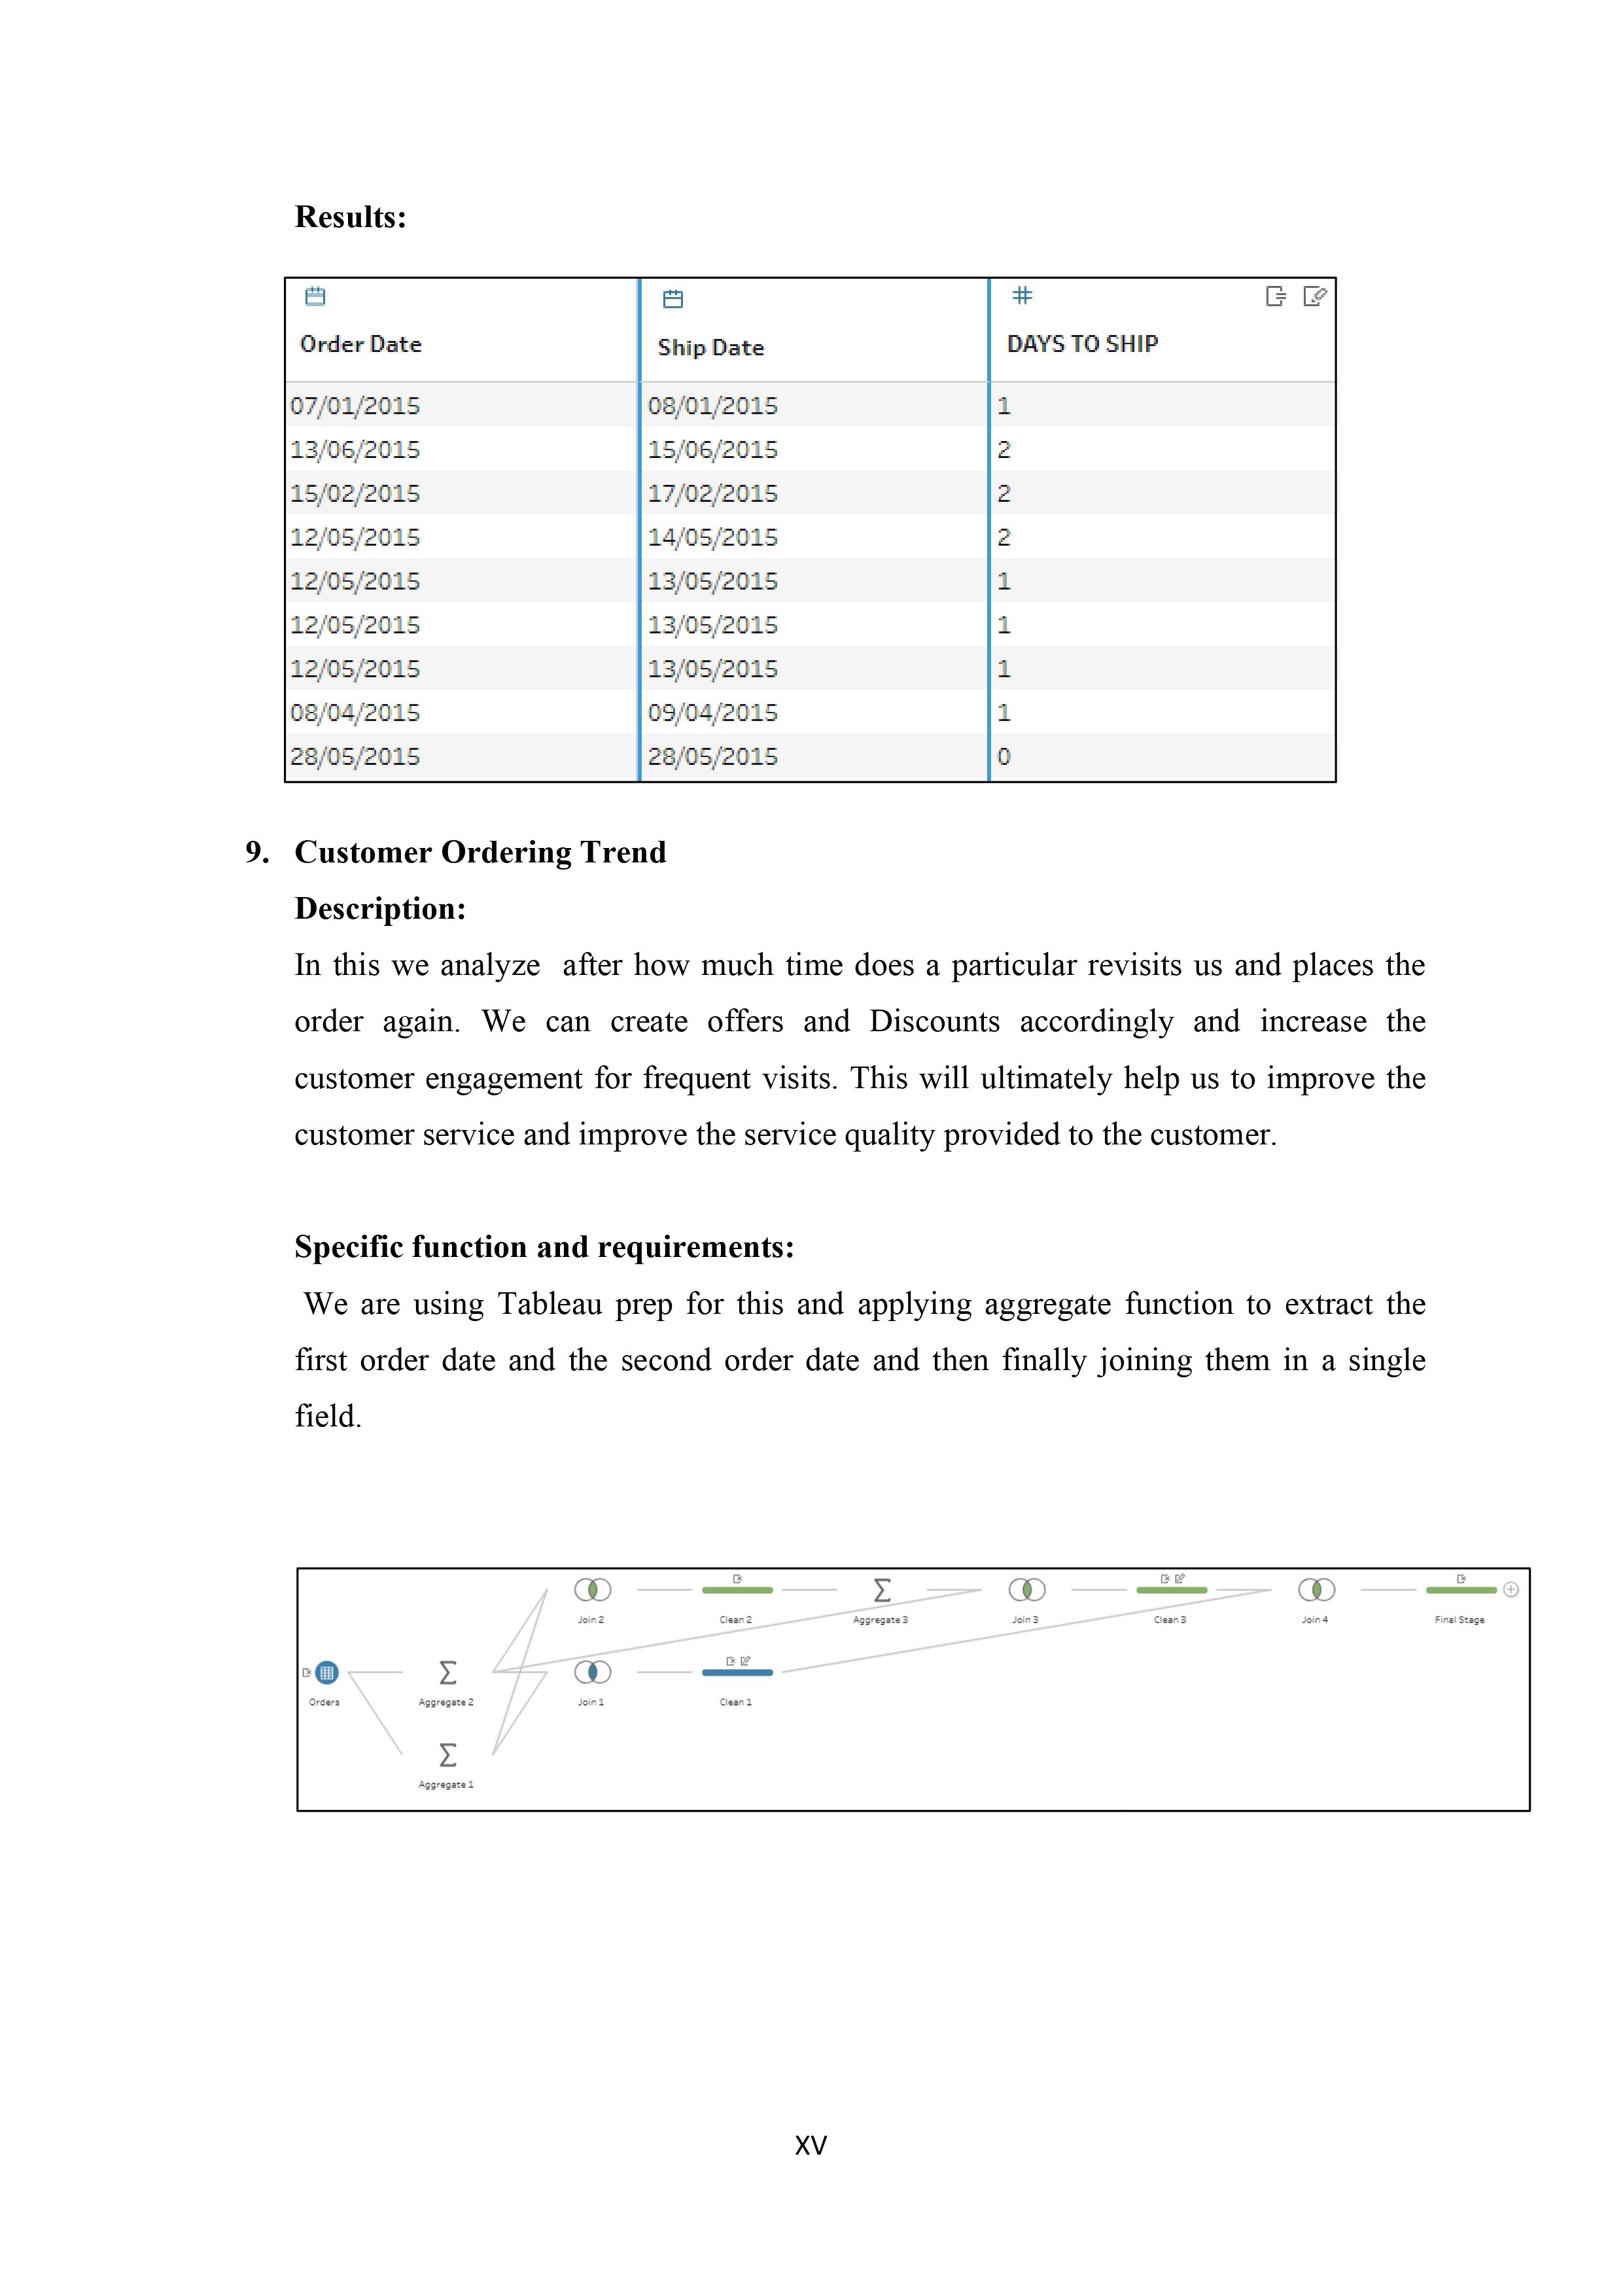 Results:
Order Date Ship Date DAYS TO SHIP
07/01/2015 08/01/2015 1
13/06/2015 15/06/2015 2
15/02/2015 17/02/2015 2
12/05/2015 14/05/2015 2
12/05/2015 13/05/2015 1
12/05/2015 13/05/2015 1
12/05/2015 13/05/2015 1
08/04/2015 09/04/2015 1
28/05/2015 28/05/2015 0
9. Customer Ordering Trend
Description:
In this we analyze after how much time does a particular revisits us and places the
order again. We can create offers and Discounts accordingly and increase the
customer engagement for frequent visits. This will ultimately help us to improve the
customer service and improve the service quality provided to the customer.
Specific function and requirements:
We are using Tableau prep for this and applying aggregate function to extract the
first order date and the second order date and then finally joining them in a single
field.
Join 2 Clean 2 Aggregate 3 Join 3 Clean 3 Join 4 Final Stage
Orders Aggregate 2 Join 1 Clean 1
Aggregate 1
XV